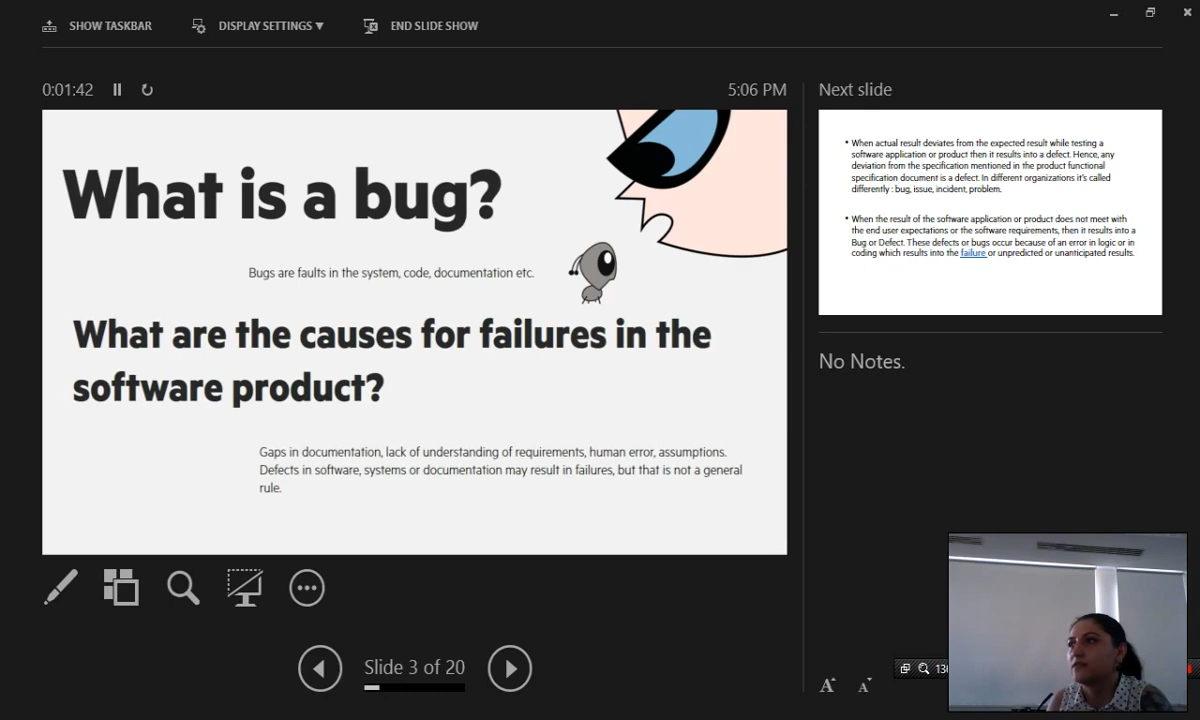 SHOW TASKBAR
DISPLAY SETTINGS ▼
END SLIDE SHOW
0:01:42
5:06 PM
What is a bug?
Bugs are faults in the system, code, documentation etc.
What are the causes for failures in the
software product?
Gaps in documentation, lack of understanding of requirements, human error, assumptions.
Defects in software, systems or documentation may result in failures, but that is not a general
rule.
Slide 3 of 20
Next slide
• When actual result deviates from the expected result while testing a
software application or product then it results into a defect. Hence, any
deviation from the specification mentioned in the product functional
specification document is a defect. In different organizations it's called
differently : bug, issue, incident, problem.
• When the result of the software application or product does not meet with
the end user expectations or the software requirements, then it results into a
Bug or Defect. These defects or bugs occur because of an error in logic or in
coding which results into the failure or unpredicted or unanticipated results.
No Notes.
A A